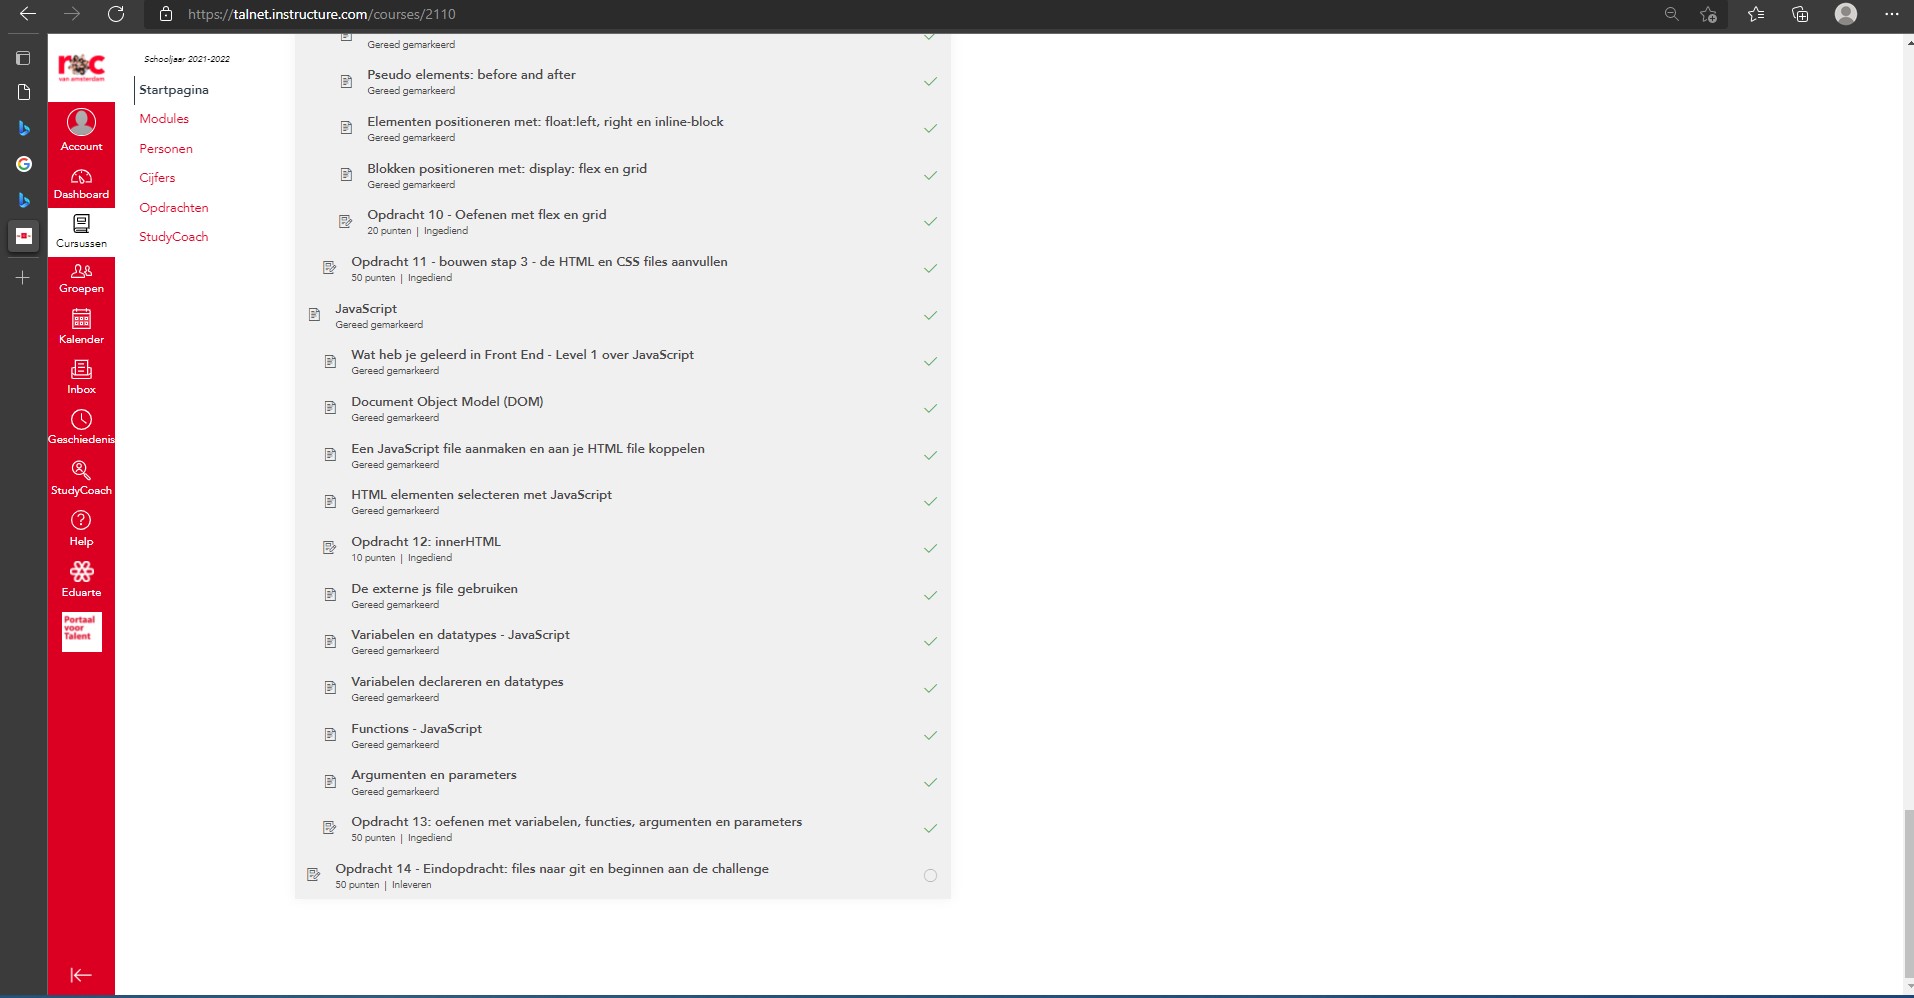 https://talnet.instructure.com/courses/2110
roc
van amsterdam
Account
Dashboard
Cursussen
Groepen
Kalender
Inbox
Geschiedenis
StudyCoach
Help
Eduarte
Portaal
voor
Talent
Schooljaar 2021-2022
Startpagina
Modules
Personen
Cijfers
Opdrachten
StudyCoach
Gereed gemarkeerd
Pseudo elements: before and after
Gereed gemarkeerd
Elementen positioneren met: float:left, right en inline-block
Gereed gemarkeerd
Blokken positioneren met: display: flex en grid
Gereed gemarkeerd
Opdracht 10 - Oefenen met flex en grid
20 punten | Ingediend
Opdracht 11 - bouwen stap 3 - de HTML en CSS files aanvullen
50 punten | Ingediend
JavaScript
Gereed gemarkeerd
Wat heb je geleerd in Front End - Level 1 over JavaScript
Gereed gemarkeerd
Document Object Model (DOM)
Gereed gemarkeerd
Een JavaScript file aanmaken en aan je HTML file koppelen
Gereed gemarkeerd
HTML elementen selecteren met JavaScript
Gereed gemarkeerd
Opdracht 12: innerHTML
10 punten | Ingediend
De externe js file gebruiken
Gereed gemarkeerd
Variabelen en datatypes - JavaScript
Gereed gemarkeerd
Variabelen declareren en datatypes
Gereed gemarkeerd
Functions - JavaScript
Gereed gemarkeerd
Argumenten en parameters
Gereed gemarkeerd
Opdracht 13: oefenen met variabelen, functies, argumenten en parameters
50 punten | Ingediend
Opdracht 14 - Eindopdracht: files naar git en beginnen aan de challenge
50 punten | Inleveren